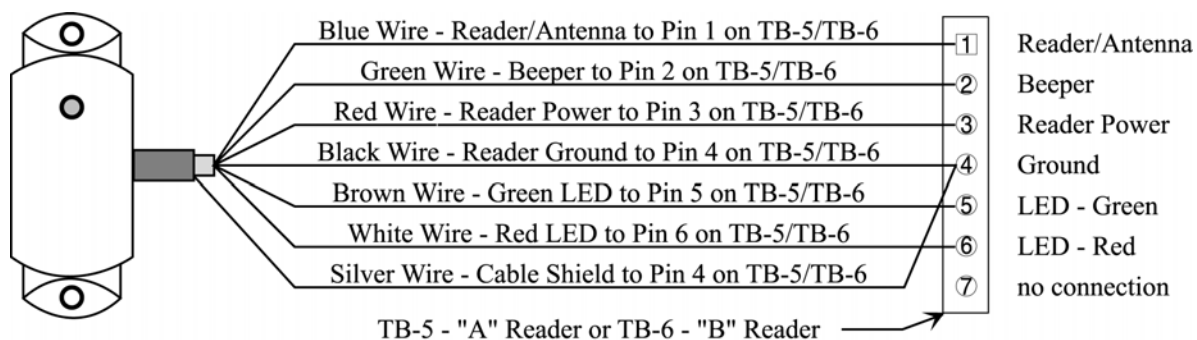 Blue Wire - Reader/Antenna to Pin 1 on TB-5/TB-6
1 Reader/Antenna
Green Wire - Beeper to Pin 2 on TB-5/TB-6
2 Beeper
Red Wire - Reader Power to Pin 3 on TB-5/TB-6
3 Reader Power
Black Wire - Reader Ground to Pin 4 on TB-5/TB-6
4 Ground
Brown Wire - Green LED to Pin 5 on TB-5/TB-6
5 LED - Green
White Wire - Red LED to Pin 6 on TB-5/TB-6
6 LED - Red
Silver Wire - Cable Shield to Pin 4 on TB-5/TB-6
7 no connection
TB-5 - "A" Reader or TB-6 - "B" Reader